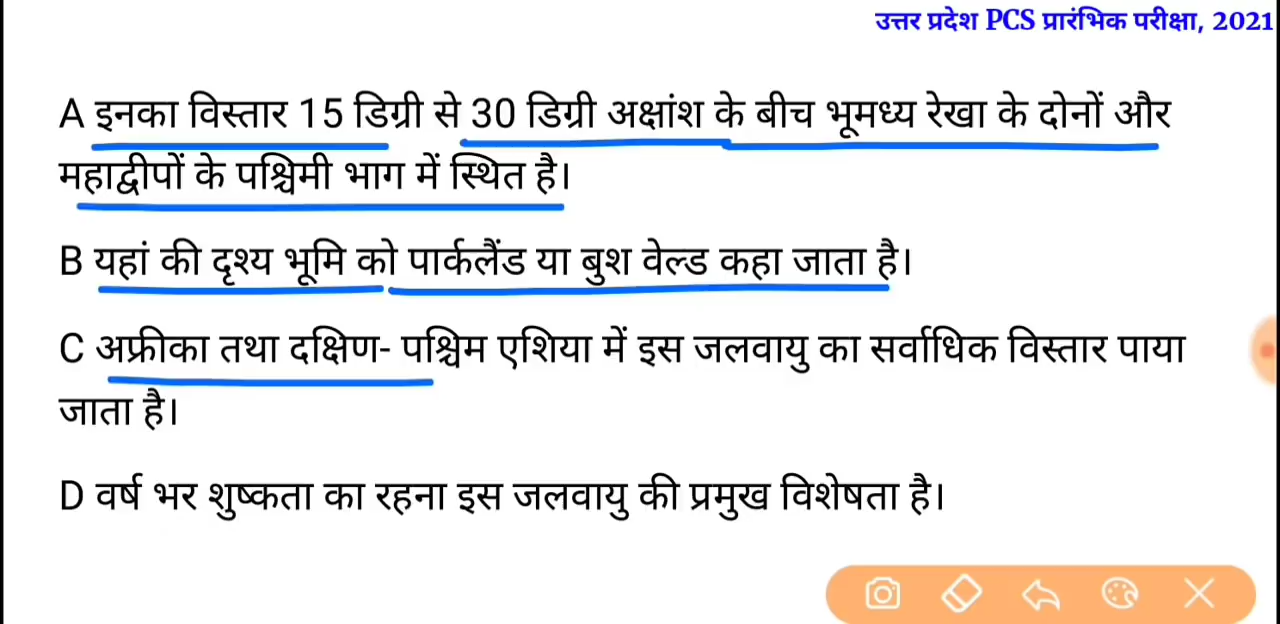 उत्तर प्रदेश PCS प्रारंभिक परीक्षा, 2021
A इनका विस्तार 15 डिग्री से 30 डिग्री अक्षांश के बीच भूमध्य रेखा के दोनों और
महाद्वीपों के पश्चिमी भाग में स्थित है।
B यहां की दृश्य भूमि को पार्कलैंड या बुश वेल्ड कहा जाता है।
C अफ्रीका तथा दक्षिण- पश्चिम एशिया में इस जलवायु का सर्वाधिक विस्तार पाया
जाता है।
D वर्ष भर शुष्कता का रहना इस जलवायु की प्रमुख विशेषता है।